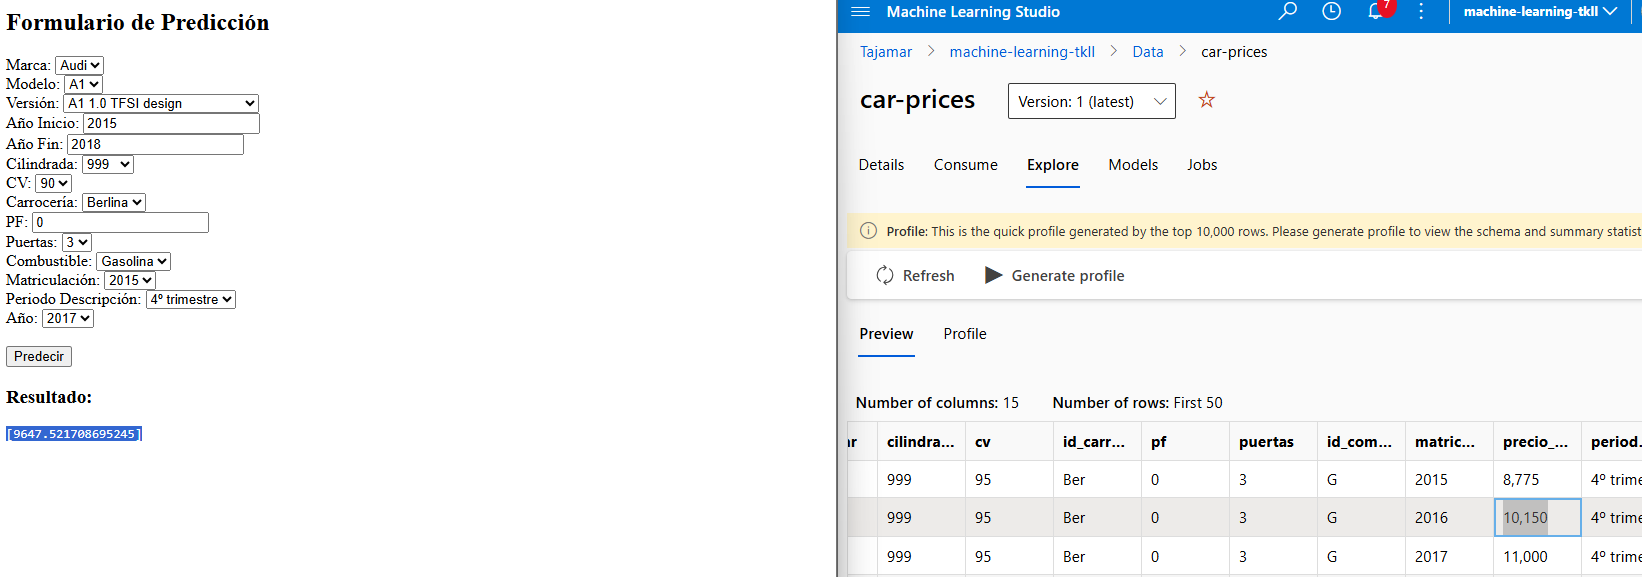 Formulario de Predicción
Marca: Audi
Modelo: A1
Versión: A1 1.0 TFSI design
Año Inicio: 2015
Año Fin: 2018
Cilindrada: 999
CV: 90
Carrocería: Berlina
PF: 0
Puertas: 3
Combustible: Gasolina
Matriculación: 2015
Periodo Descripción: 4º trimestre
Año: 2017
Predecir
Resultado:
[9647.521708695245]
Machine Learning Studio 7 machine-learning-tkll
Tajamar > machine-learning-tkll > Data > car-prices
car-prices Version: 1 (latest)
Details Consume Explore Models Jobs
Profile: This is the quick profile generated by the top 10,000 rows. Please generate profile to view the schema and summary statist
Refresh Generate profile
Preview Profile
Number of columns: 15 Number of rows: First 50
ar cilindra... cv id_carr... pf puertas id_com... matric... precio_... period.
999 95 Ber 0 3 G 2015 8,775 4º trime
999 95 Ber 0 3 G 2016 10,150 4º trime
999 95 Ber 0 3 G 2017 11,000 4º trime